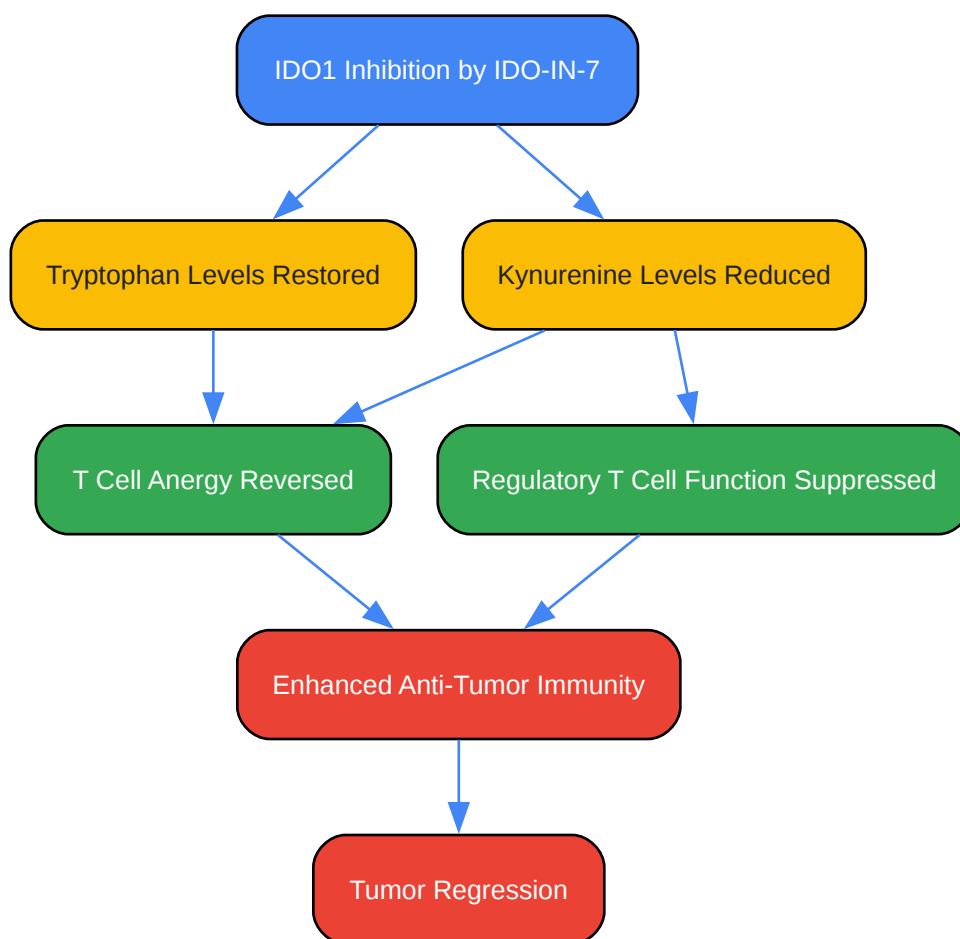 IDO1 Inhibition by IDO-IN-7
Tryptophan Levels Restored
Kynurenine Levels Reduced
T Cell Anergy Reversed
Regulatory T Cell Function Suppressed
Enhanced Anti-Tumor Immunity
Tumor Regression